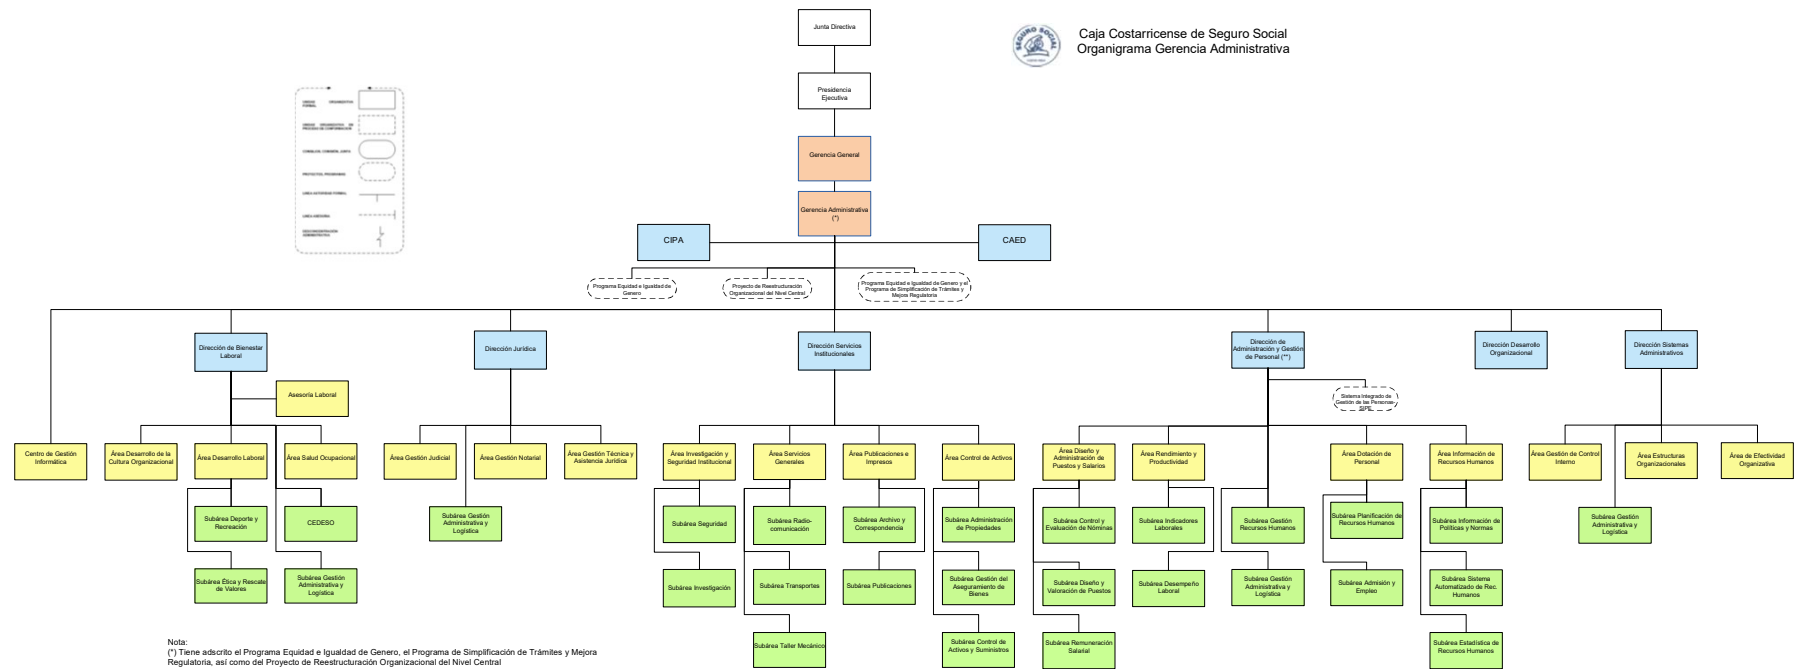 Junta Directiva
SEGURO SOCIAL
Caja Costarricense de Seguro Social
Organigrama Gerencia Administrativa
Presidencia
Ejecutiva
Gerencia General
Gerencia Administrativa
(*)
CIPA
CAED
Programa Equidad e Igualdad de
Genero
Proyecto de Reestructuración
Organizacional del Nivel Central
Programa Equidad e Igualdad de Genero y el
Programa de Simplificación de Trámites y
Mejora Regulatoria
Dirección de Bienestar
Laboral
Dirección Jurídica
Dirección Servicios
Institucionales
Dirección de
Administración y Gestión
de Personal (**)
Dirección Desarrollo
Organizacional
Dirección Sistemas
Administrativos
Asesoría Laboral
Sistema Integrado de
Gestión de las Personas-
SIPE
Centro de Gestión
Informática
Área Desarrollo de la
Cultura Organizacional
Área Desarrollo Laboral
Área Salud Ocupacional
Área Gestión Judicial
Área Gestión Notarial
Área Gestión Técnica y
Asistencia Jurídica
Área Investigación y
Seguridad Institucional
Área Servicios
Generales
Área Publicaciones e
Impresos
Área Control de Activos
Área Diseño y
Administración de
Puestos y Salarios
Área Rendimiento y
Productividad
Área Dotación de
Personal
Área Información de
Recursos Humanos
Área Gestión de Control
Interno
Área Estructuras
Organizacionales
Área de Efectividad
Organizativa
Subárea Deporte y
Recreación
CEDESO
Subárea Gestión
Administrativa y
Logística
Subárea Seguridad
Subárea Radio-
comunicación
Subárea Archivo y
Correspondencia
Subárea Administración
de Propiedades
Subárea Control y
Evaluación de Nóminas
Subárea Indicadores
Laborales
Subárea Gestión
Recursos Humanos
Subárea Planificación de
Recursos Humanos
Subárea Información de
Políticas y Normas
Subárea Gestión
Administrativa y
Logística
Subárea Ética y Rescate
de Valores
Subárea Gestión
Administrativa y
Logística
Subárea Investigación
Subárea Transportes
Subárea Publicaciones
Subárea Gestión del
Aseguramiento de
Bienes
Subárea Diseño y
Valoración de Puestos
Subárea Desempeño
Laboral
Subárea Gestión
Administrativa y
Logística
Subárea Admisión y
Empleo
Subárea Sistema
Automatizado de Rec.
Humanos
Subárea Taller Mecánico
Subárea Control de
Activos y Suministros
Subárea Remuneración
Salarial
Subárea Estadística de
Recursos Humanos
Nota:
(*) Tiene adscrito el Programa Equidad e Igualdad de Genero, el Programa de Simplificación de Trámites y Mejora
Regulatoria, así como del Proyecto de Reestructuración Organizacional del Nivel Central